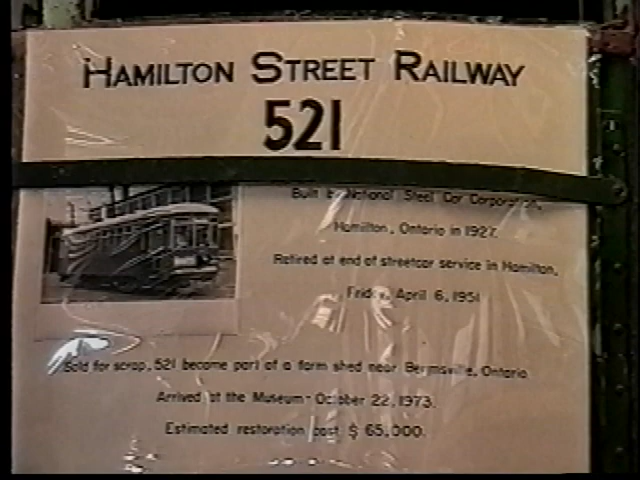 HAMILTON STREET RAILWAY
521
Built by National Steel Car Corporation,
Hamilton, Ontario in 1927.
Retired at end of streetcar service in Hamilton,
Friday, April 6, 1951
Sold for scrap, 521 became part of a farm shed near Beamsville, Ontario
Arrived at the Museum - October 22, 1973.
Estimated restoration cost $ 65,000.